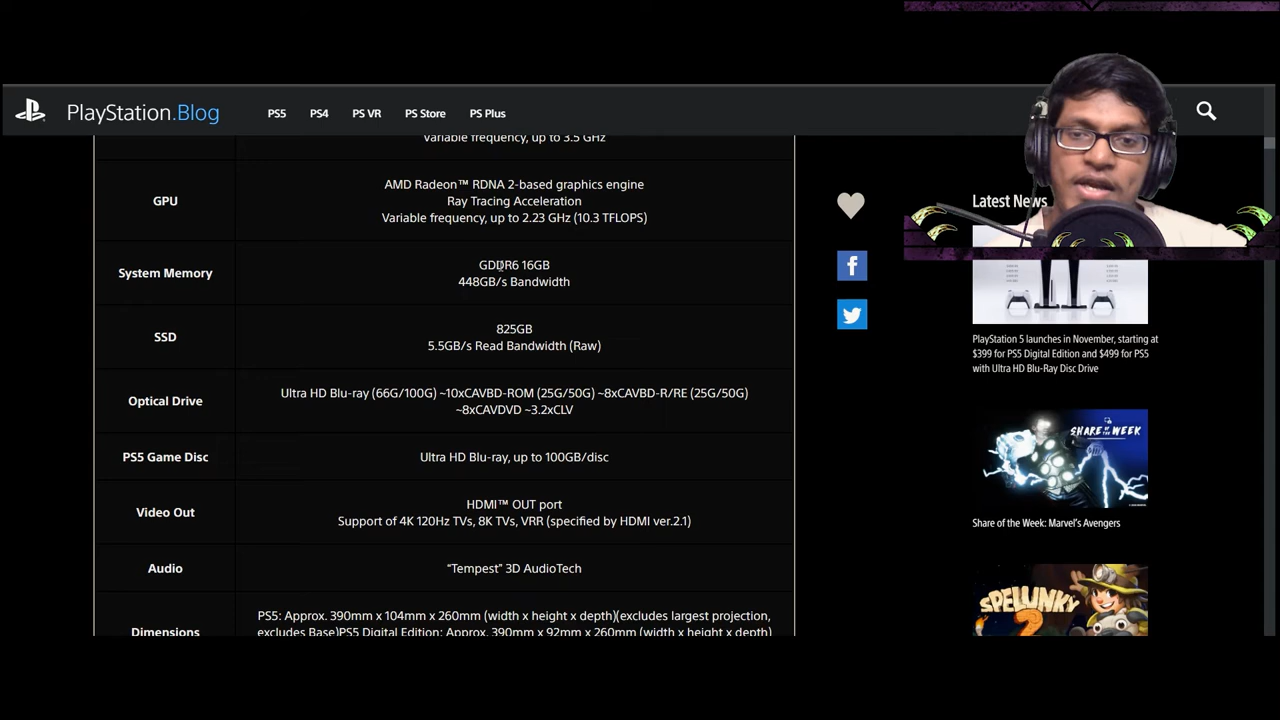 PlayStation.Blog
PS5
PS4
PS VR
PS Store
PS Plus
Variable frequency, up to 3.5 GHz
GPU
AMD Radeon™ RDNA 2-based graphics engine
Ray Tracing Acceleration
Variable frequency, up to 2.23 GHz (10.3 TFLOPS)
System Memory
GDDR6 16GB
448GB/s Bandwidth
SSD
825GB
5.5GB/s Read Bandwidth (Raw)
Optical Drive
Ultra HD Blu-ray (66G/100G) ~10xCAVBD-ROM (25G/50G) ~8xCAVBD-R/RE (25G/50G)
~8xCAVDVD ~3.2xCLV
PS5 Game Disc
Ultra HD Blu-ray, up to 100GB/disc
Video Out
HDMI™ OUT port
Support of 4K 120Hz TVs, 8K TVs, VRR (specified by HDMI ver.2.1)
Audio
“Tempest” 3D AudioTech
Dimensions
PS5: Approx. 390mm x 104mm x 260mm (width x height x depth)(excludes largest projection,
excludes Base)PS5 Digital Edition: Approx. 390mm x 92mm x 260mm (width x height x depth)
Latest News
PlayStation 5 launches in November, starting at
$399 for PS5 Digital Edition and $499 for PS5
with Ultra HD Blu-Ray Disc Drive
SHARE OF
THE WEEK
Share of the Week: Marvel’s Avengers
SPELUNKY
2